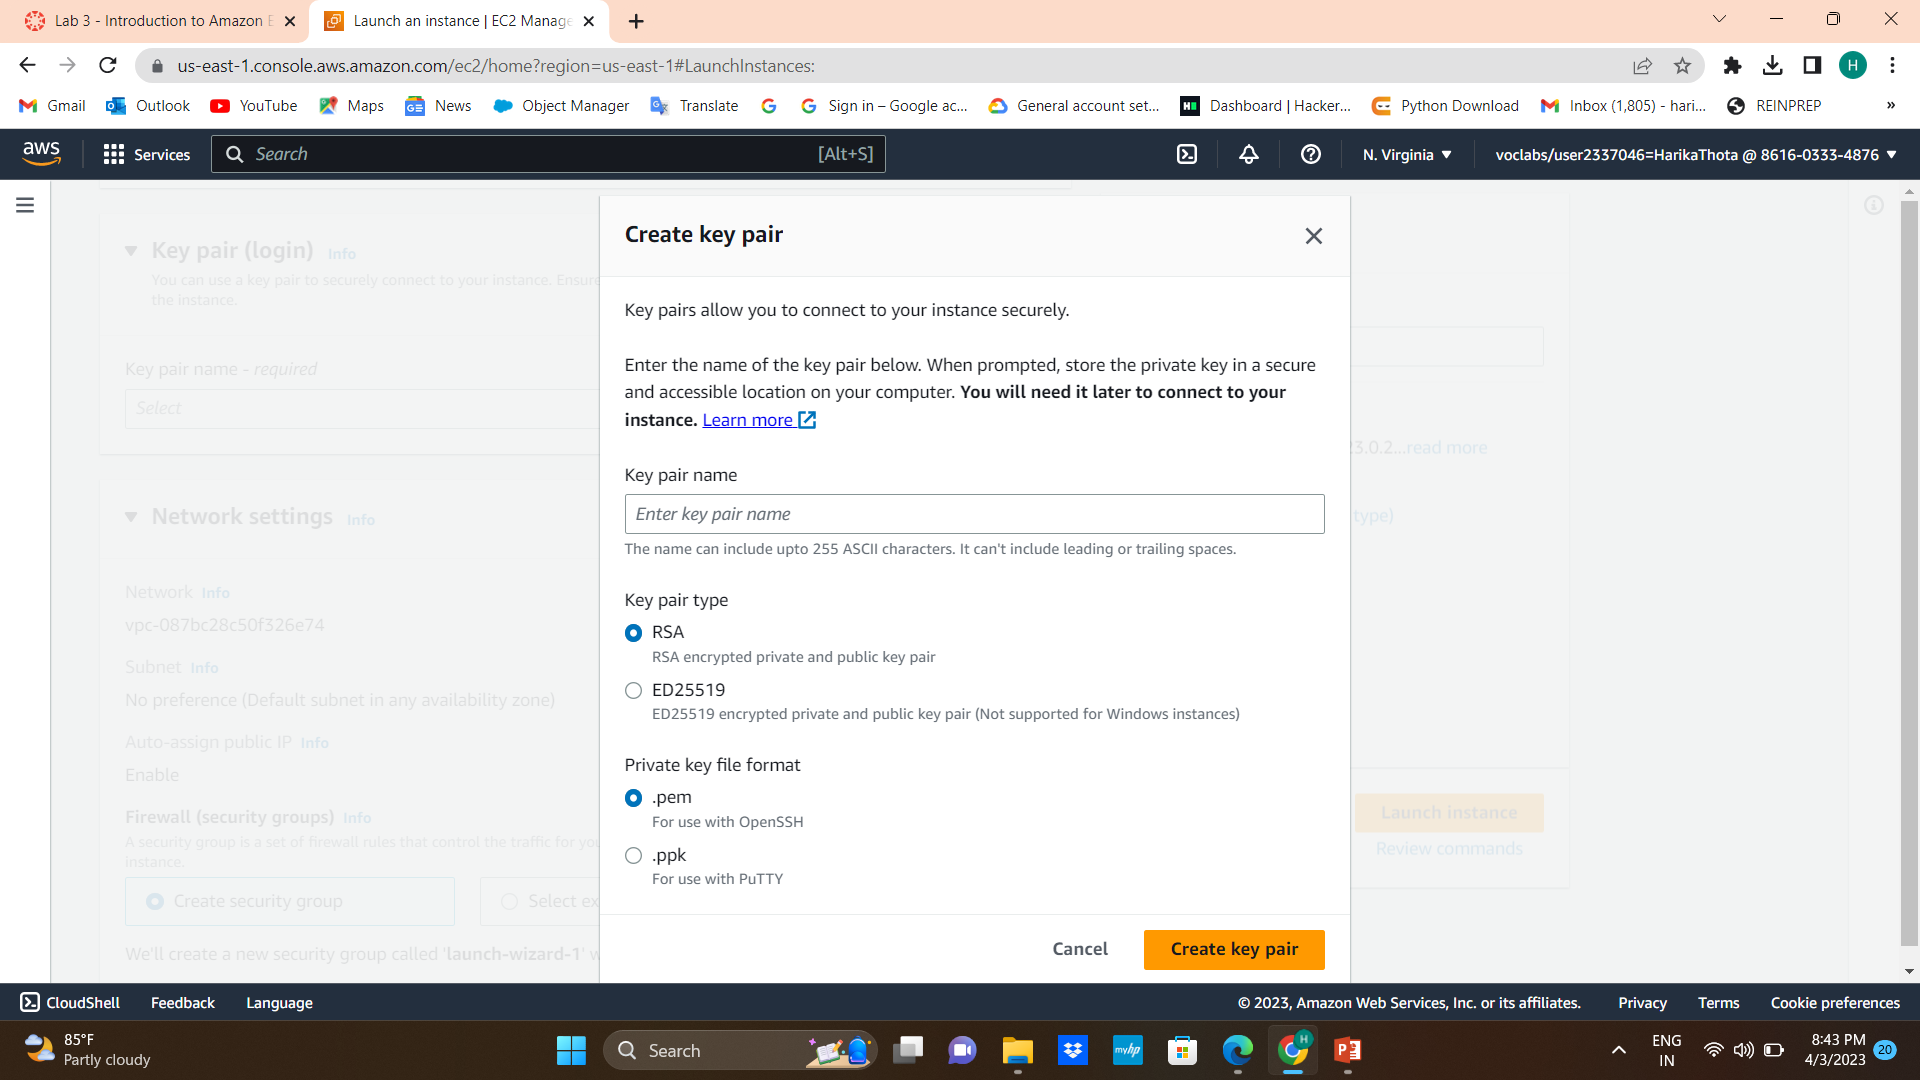 Lab 3 - Introduction to Amazon E
Launch an instance | EC2 Manage
us-east-1.console.aws.amazon.com/ec2/home?region=us-east-1#LaunchInstances:
H
Gmail
Outlook
YouTube
Maps
News
Object Manager
Translate
Sign in – Google ac...
General account set...
Dashboard | Hacker...
Python Download
Inbox (1,805) - hari...
REINPREP
»
aws
Services
Search
[Alt+S]
N. Virginia
voclabs/user2337046=HarikaThota @ 8616-0333-4876
Key pair (login) Info
You can use a key pair to securely connect to your instance. Ensure
the instance.
Key pair name - required
Select
Network settings Info
Network Info
vpc-087bc28c50f326e74
Subnet Info
No preference (Default subnet in any availability zone)
Auto-assign public IP Info
Enable
Firewall (security groups) Info
A security group is a set of firewall rules that control the traffic for you
instance.
Create security group
Select ex
We'll create a new security group called 'launch-wizard-1' w
Create key pair
Key pairs allow you to connect to your instance securely.
Enter the name of the key pair below. When prompted, store the private key in a secure
and accessible location on your computer. You will need it later to connect to your
instance. Learn more
Key pair name
Enter key pair name
The name can include upto 255 ASCII characters. It can't include leading or trailing spaces.
Key pair type
RSA
RSA encrypted private and public key pair
ED25519
ED25519 encrypted private and public key pair (Not supported for Windows instances)
Private key file format
.pem
For use with OpenSSH
.ppk
For use with PuTTY
Cancel
Create key pair
23.0.2...read more
type)
Launch instance
Review commands
CloudShell
Feedback
Language
© 2023, Amazon Web Services, Inc. or its affiliates.
Privacy
Terms
Cookie preferences
85°F
Partly cloudy
Search
myhp
H
ENG
IN
8:43 PM
4/3/2023
20